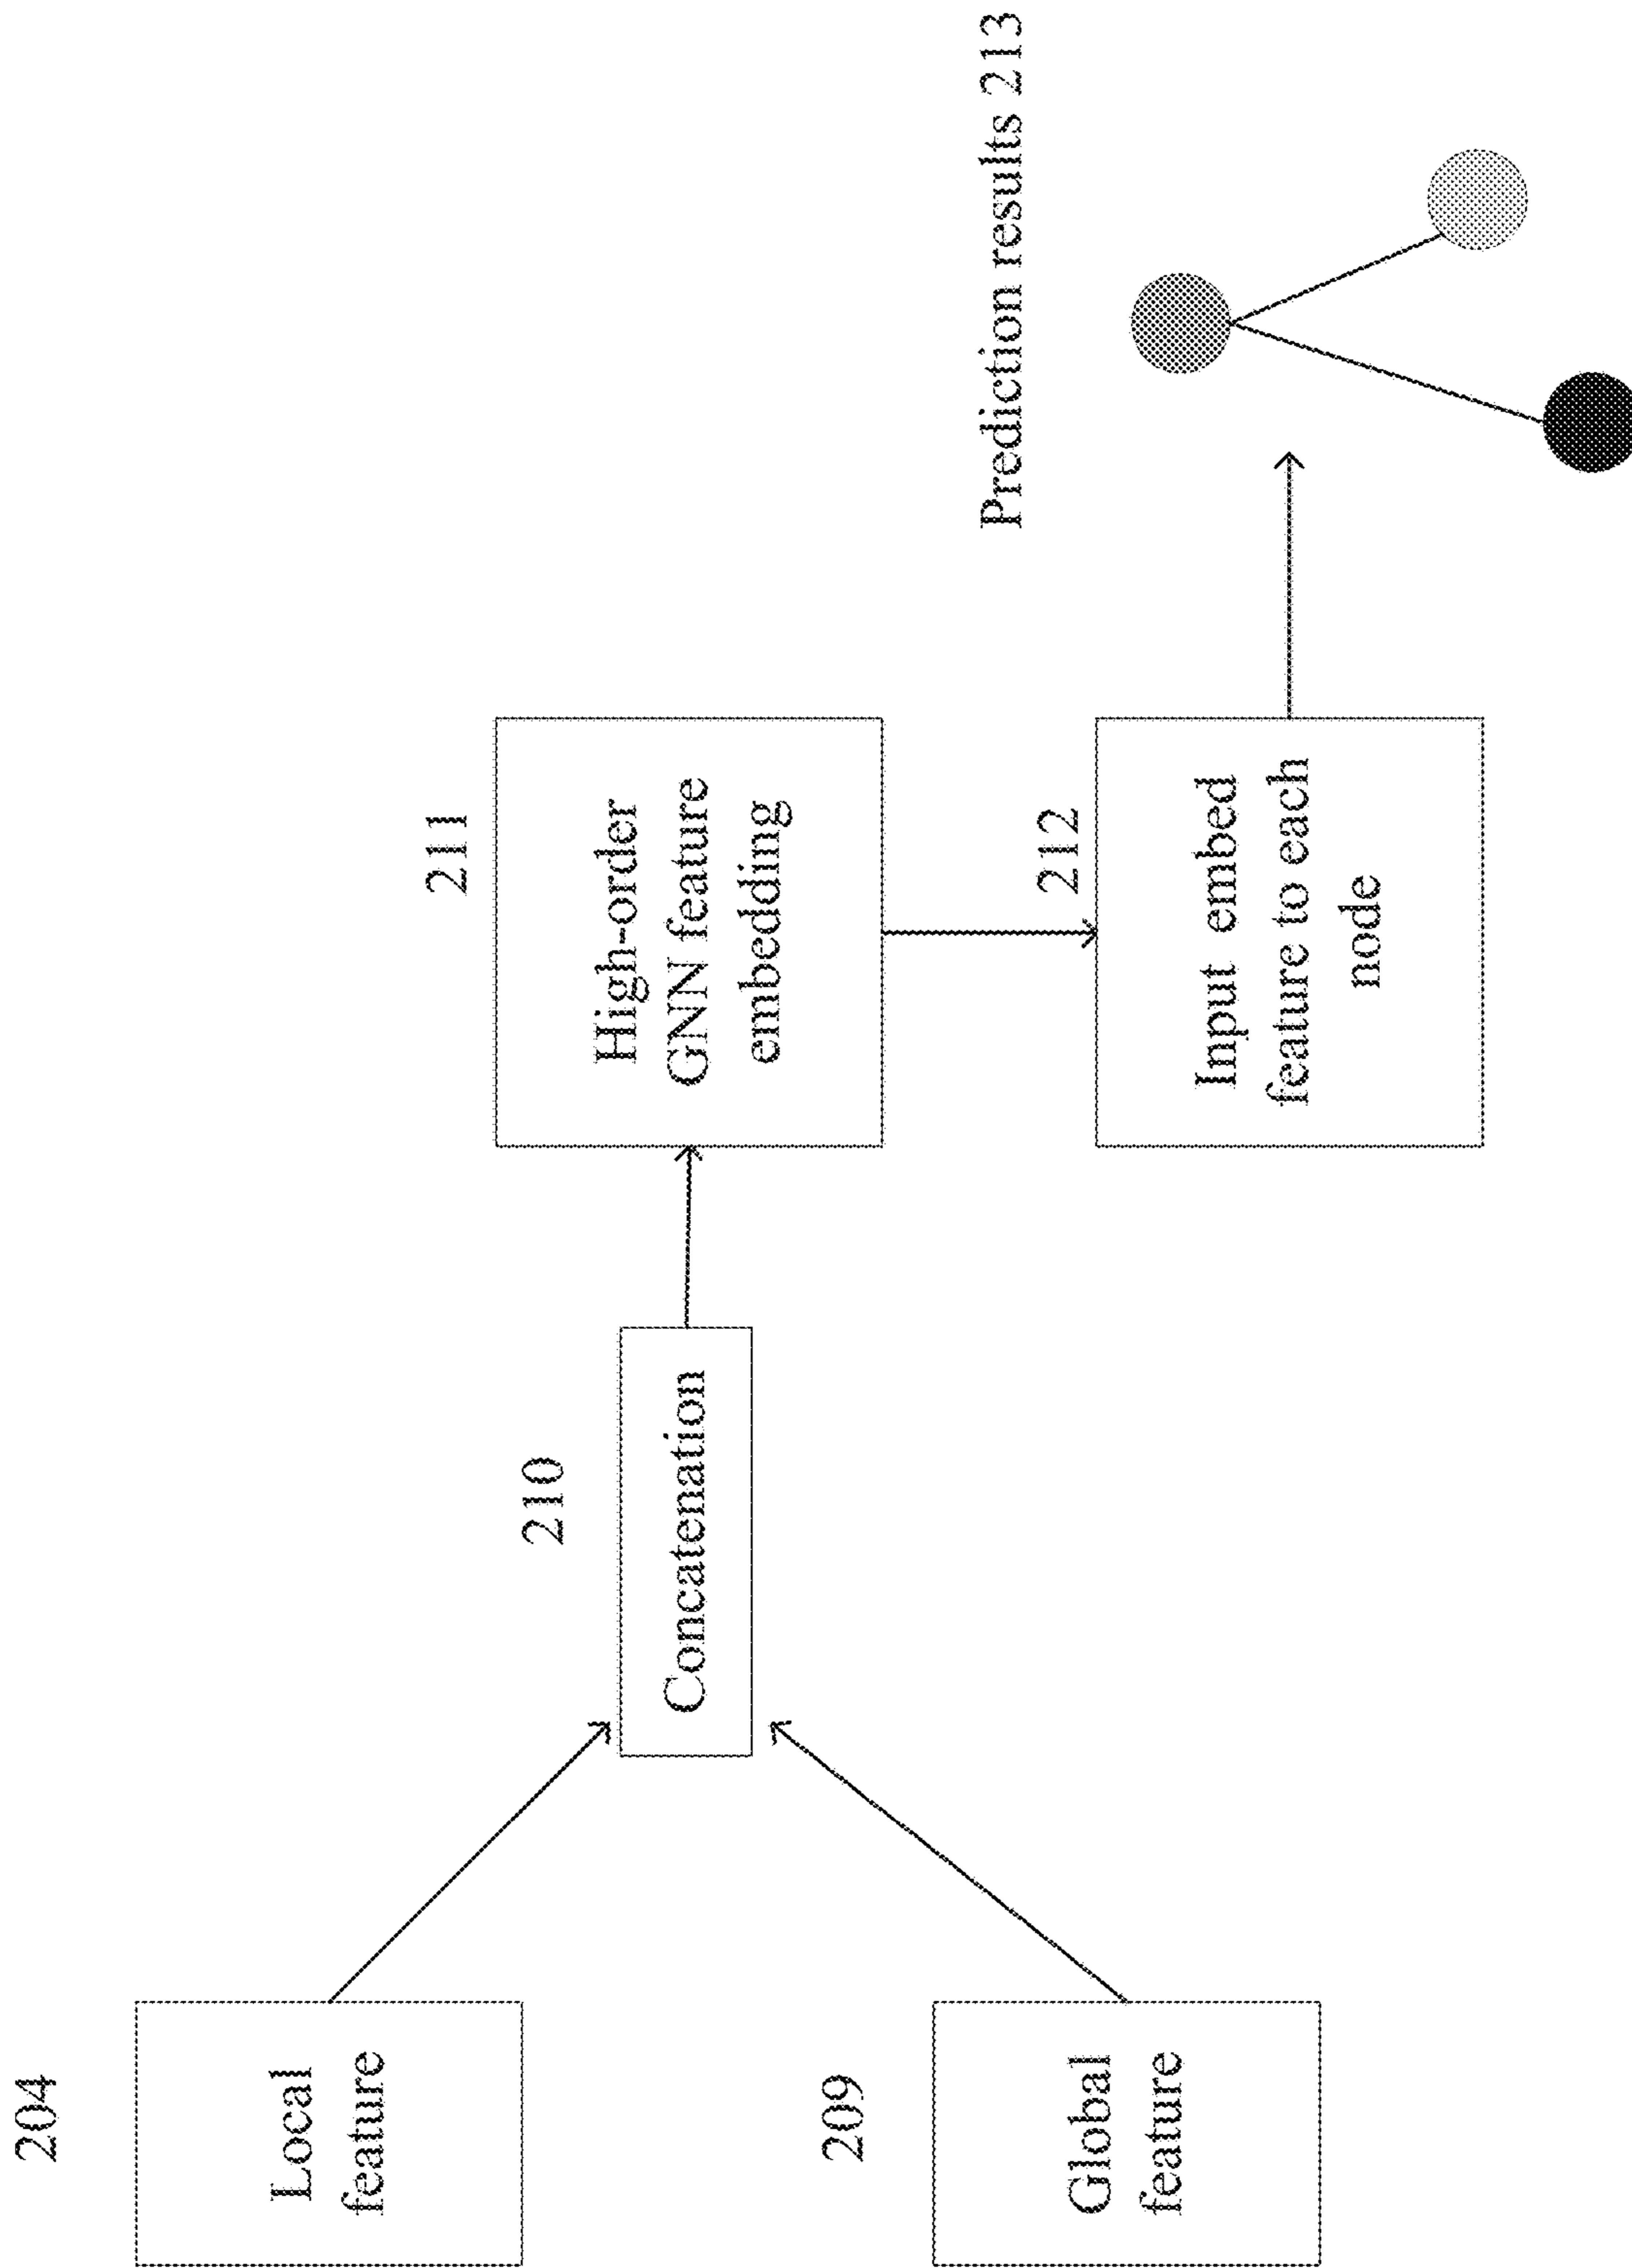 204
Local
feature
209
Global
feature
210
Concatenation
211
High-order
GNN feature
embedding
212
Input embed
feature to each
node
Prediction results 213